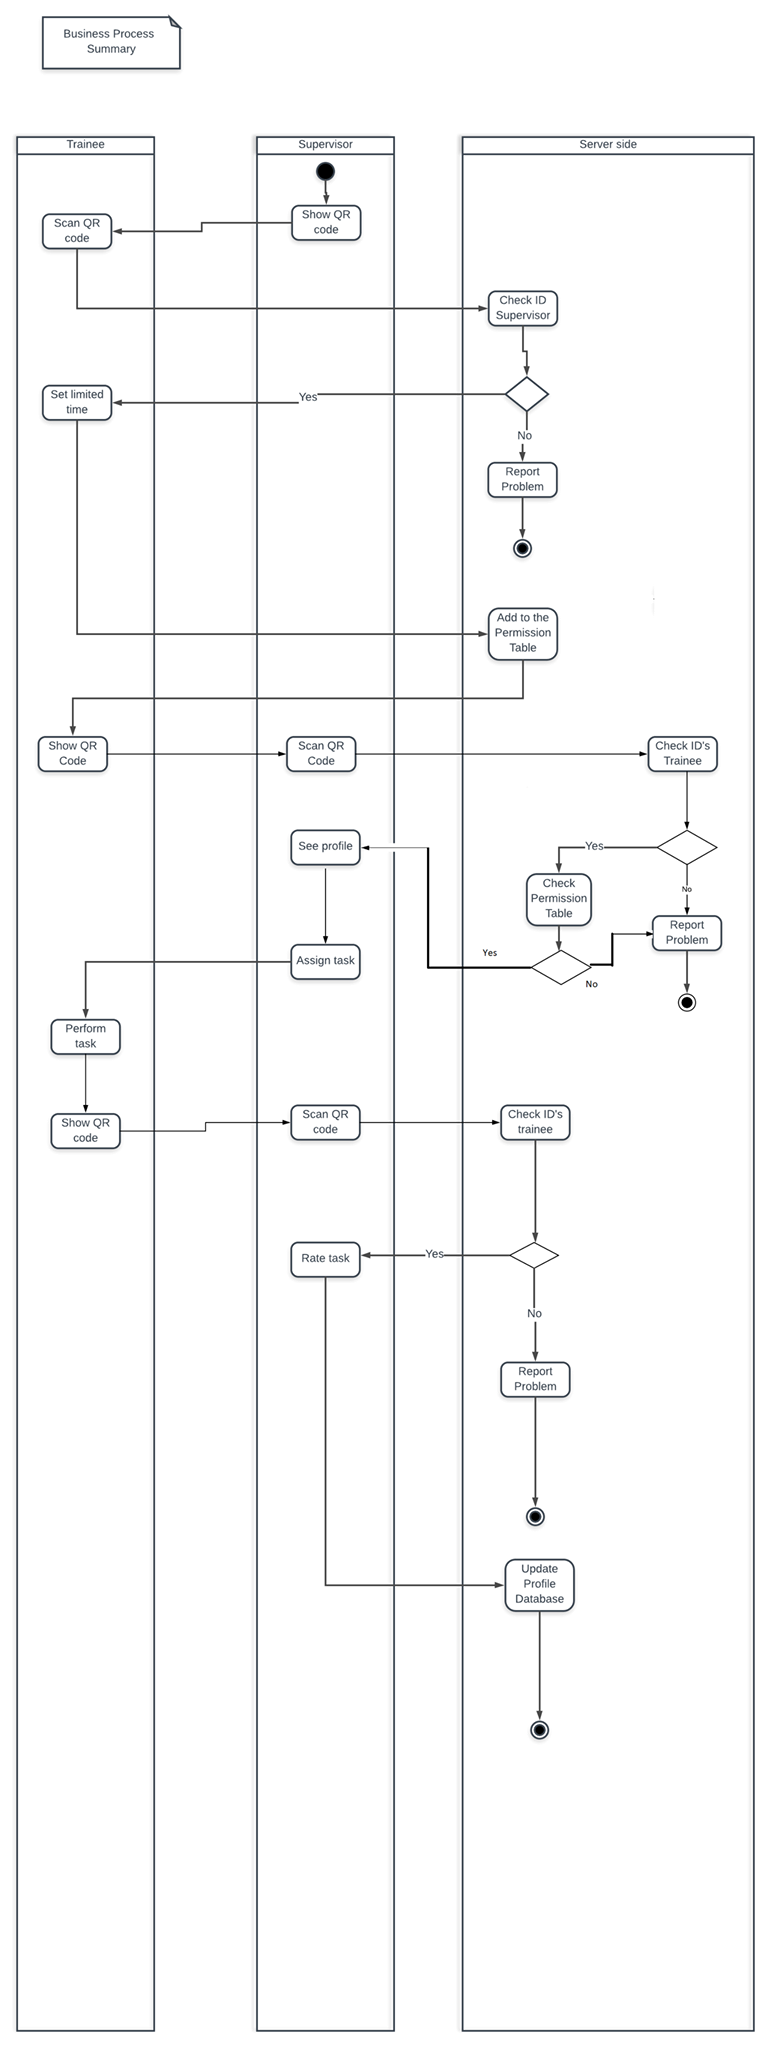 Business Process
Summary
Trainee
Supervisor
Server side
Show QR
code
Scan QR
code
Check ID
Supervisor
Set limited
time
Yes
No
Report
Problem
Add to the
Permission
Table
Show QR
Code
Scan QR
Code
Check ID's
Trainee
See profile
Yes
Check
Permission
Table
No
Report
Problem
Yes
No
Assign task
Perform
task
Show QR
code
Scan QR
code
Check ID's
trainee
Rate task
Yes
No
Report
Problem
Update
Profile
Database